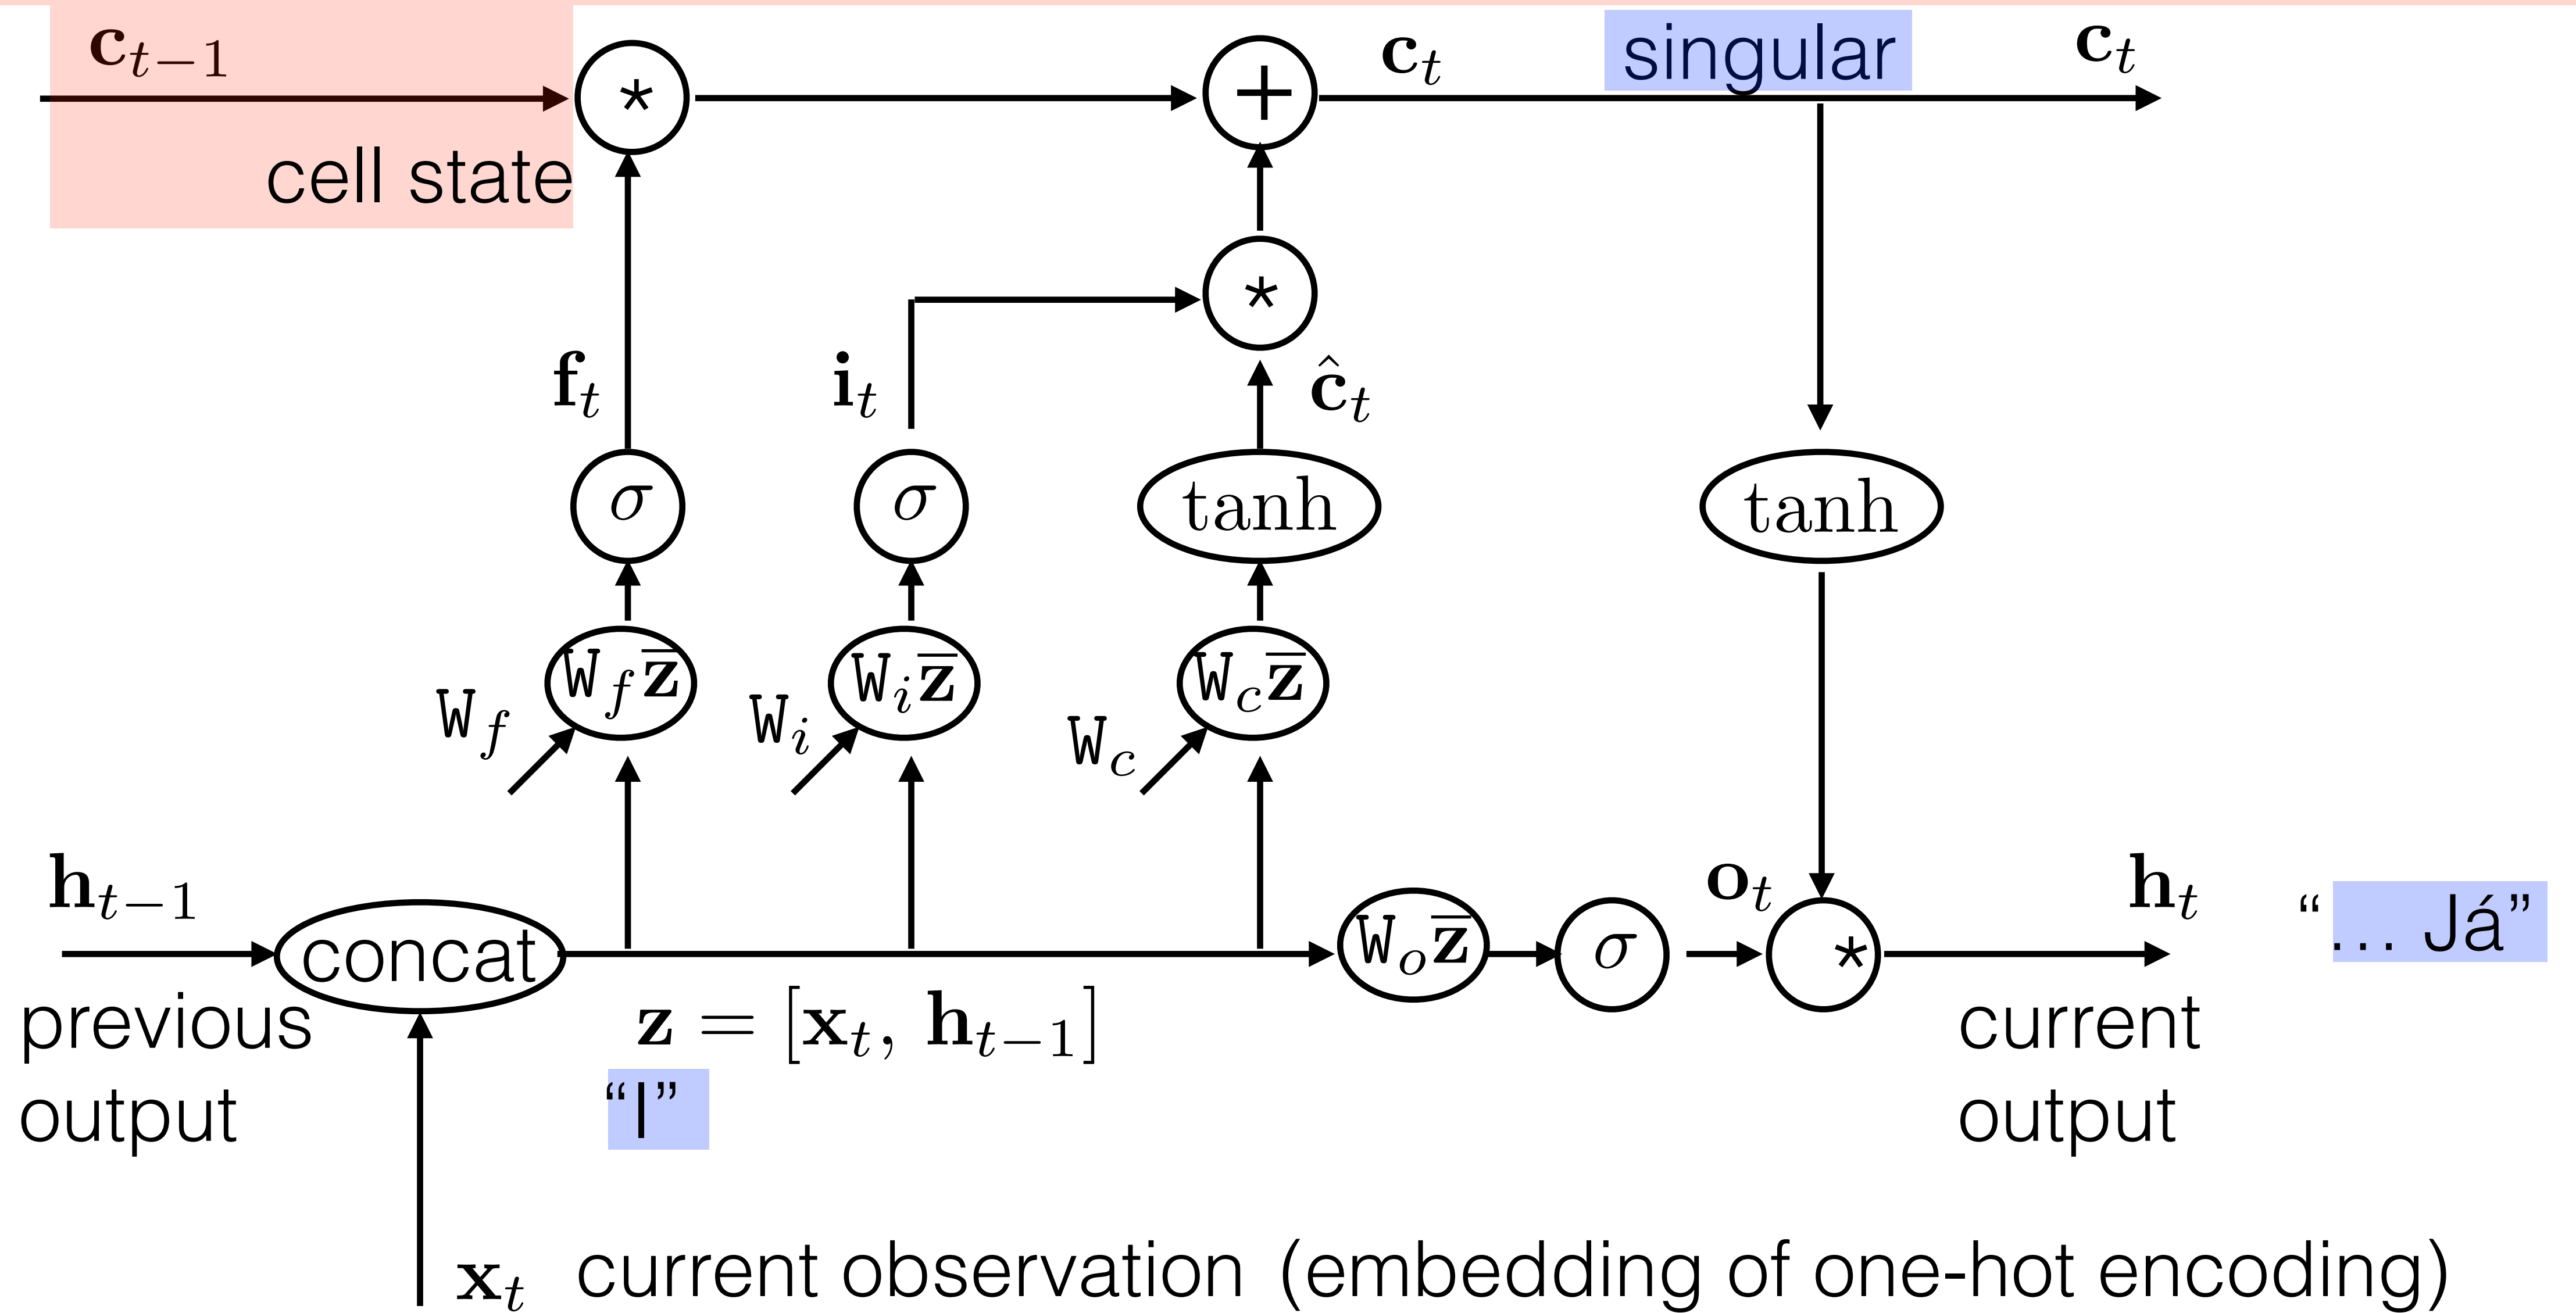 c_{t−1}
*
+
c_t
singular
c_t
cell state
*
f_t
i_t
ĉ_t
σ
σ
tanh
tanh
W_f z̅
W_i z̅
W_c z̅
W_f
W_i
W_c
h_{t−1}
o_t
h_t
“... Já”
concat
W_o z̅
σ
*
previous
output
z = [x_t, h_{t−1}]
“I”
current
output
x_t current observation (embedding of one-hot encoding)